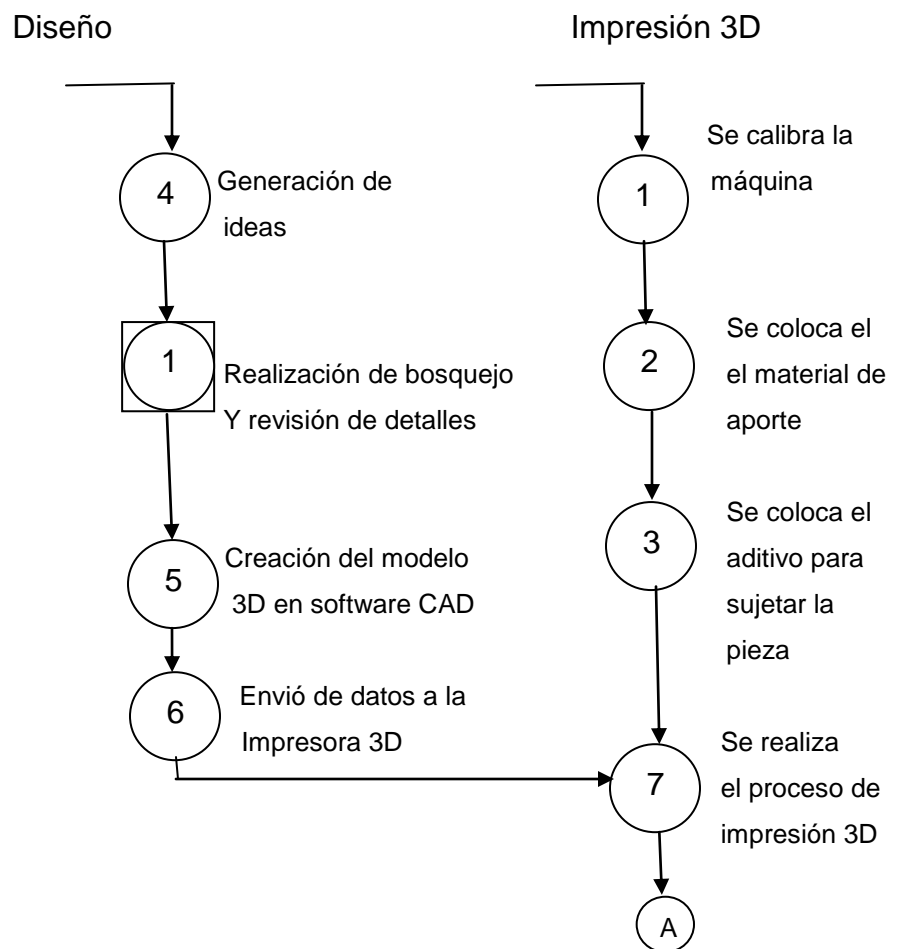 Diseño
Impresión 3D
4
Generación de
ideas
1
Realización de bosquejo
Y revisión de detalles
5
Creación del modelo
3D en software CAD
6
Envió de datos a la
Impresora 3D
1
Se calibra la
máquina
2
Se coloca el
el material de
aporte
3
Se coloca el
aditivo para
sujetar la
pieza
7
Se realiza
el proceso de
impresión 3D
A